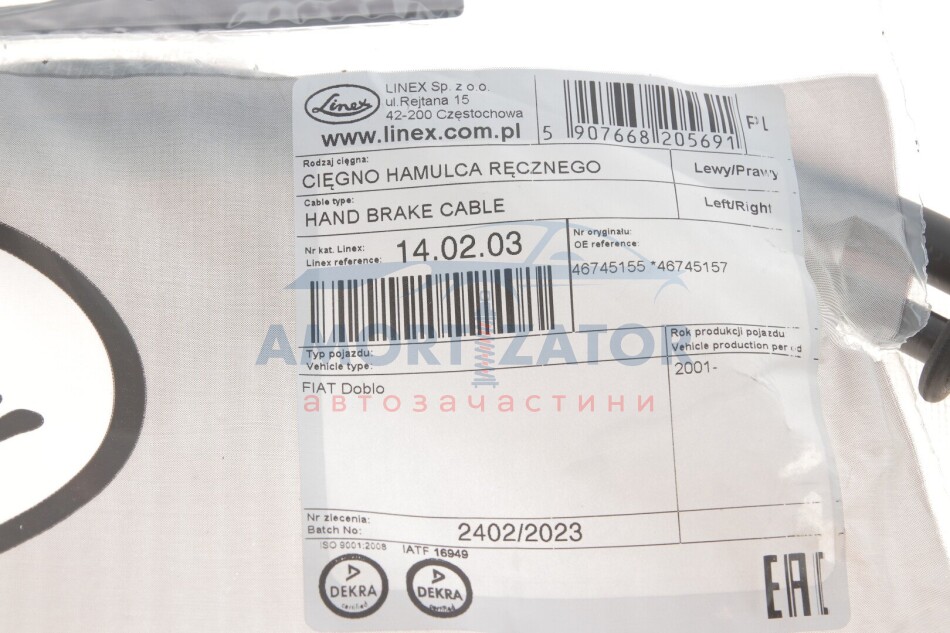 Linex
LINEX Sp. z o.o.
ul.Rejtana 15
42-200 Częstochowa
www.linex.com.pl
5 907668 205691
PL
Rodzaj cięgna:
CIĘGNO HAMULCA RĘCZNEGO
Lewy/Prawy
Cable type:
HAND BRAKE CABLE
Left/Right
Nr kat. Linex:
Linex reference:
14.02.03
Nr oryginału:
OE reference:
46745155 *46745157
AMORTIZATOR
автозачастини
Typ pojazdu:
Vehicle type:
FIAT Doblo
Rok produkcji pojazdu
Vehicle production period
2001-
Nr zlecenia:
Batch No:
2402/2023
ISO 9001:2008
IATF 16949
DEKRA
certified
DEKRA
certified
EAC